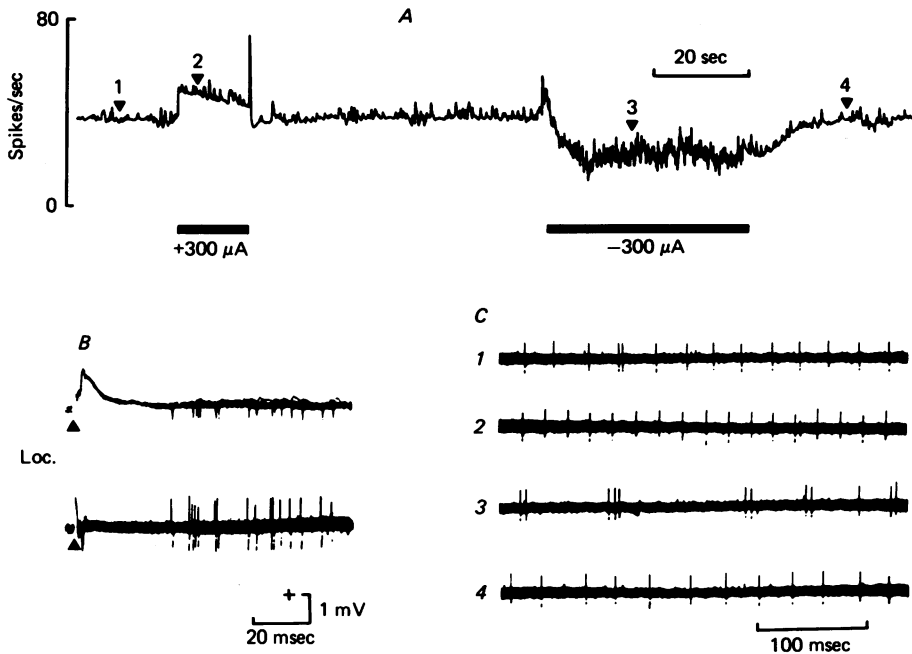 A
80
Spikes/sec
0
1
2
3
4
20 sec
+300 μA
−300 μA
B
Loc.
+
1 mV
20 msec
C
1
2
3
4
100 msec